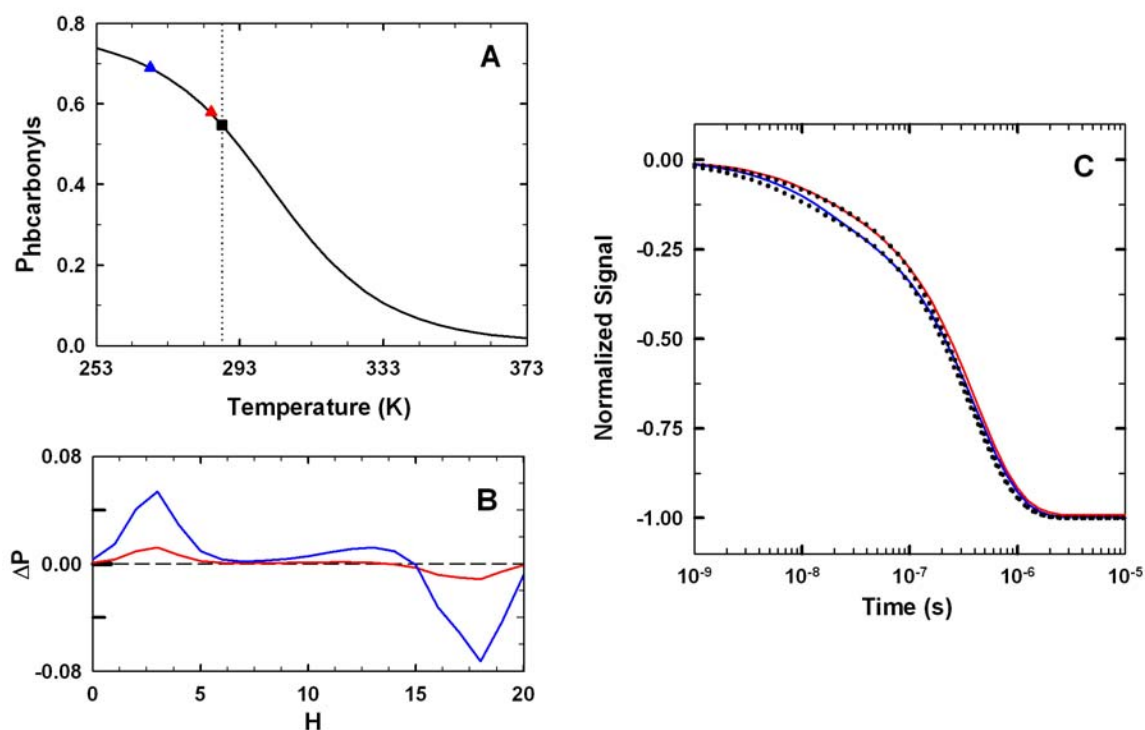 0.8
A
0.6
0.4
0.2
0.0
P_hbcarbonyls
253 293 333 373
Temperature (K)
0.08
B
0.00
-0.08
ΔP
0 5 10 15 20
H
C
0.00
-0.25
-0.50
-0.75
-1.00
Normalized Signal
10⁻⁹ 10⁻⁸ 10⁻⁷ 10⁻⁶ 10⁻⁵
Time (s)